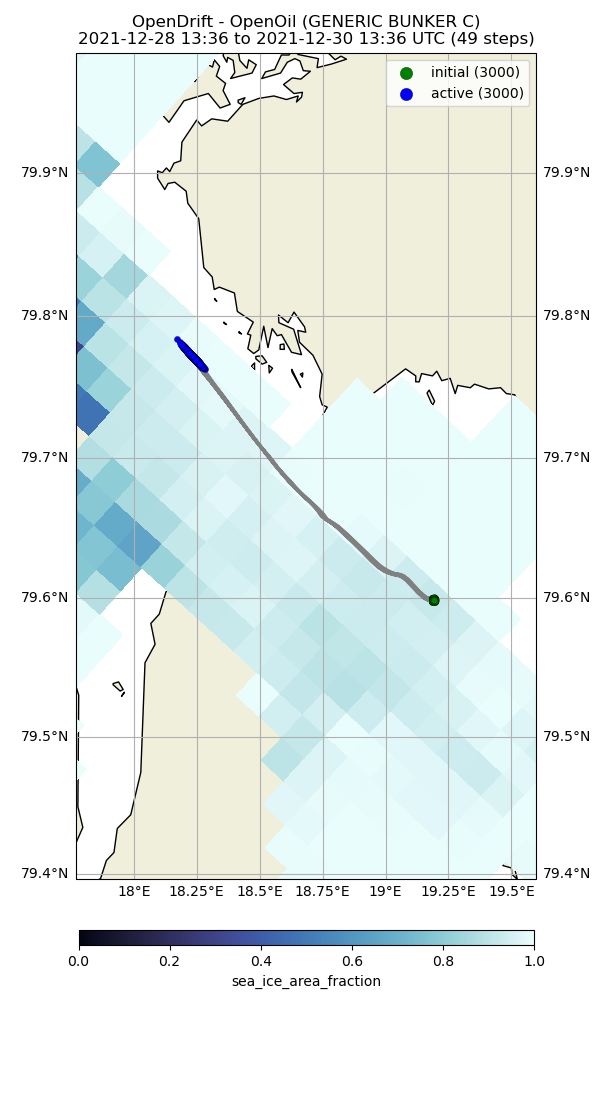 OpenDrift - OpenOil (GENERIC BUNKER C)
2021-12-28 13:36 to 2021-12-30 13:36 UTC (49 steps)
initial (3000)
active (3000)
79.9°N 79.9°N
79.8°N 79.8°N
79.7°N 79.7°N
79.6°N 79.6°N
79.5°N 79.5°N
79.4°N 79.4°N
18°E 18.25°E 18.5°E 18.75°E 19°E 19.25°E 19.5°E
0.0 0.2 0.4 0.6 0.8 1.0
sea_ice_area_fraction